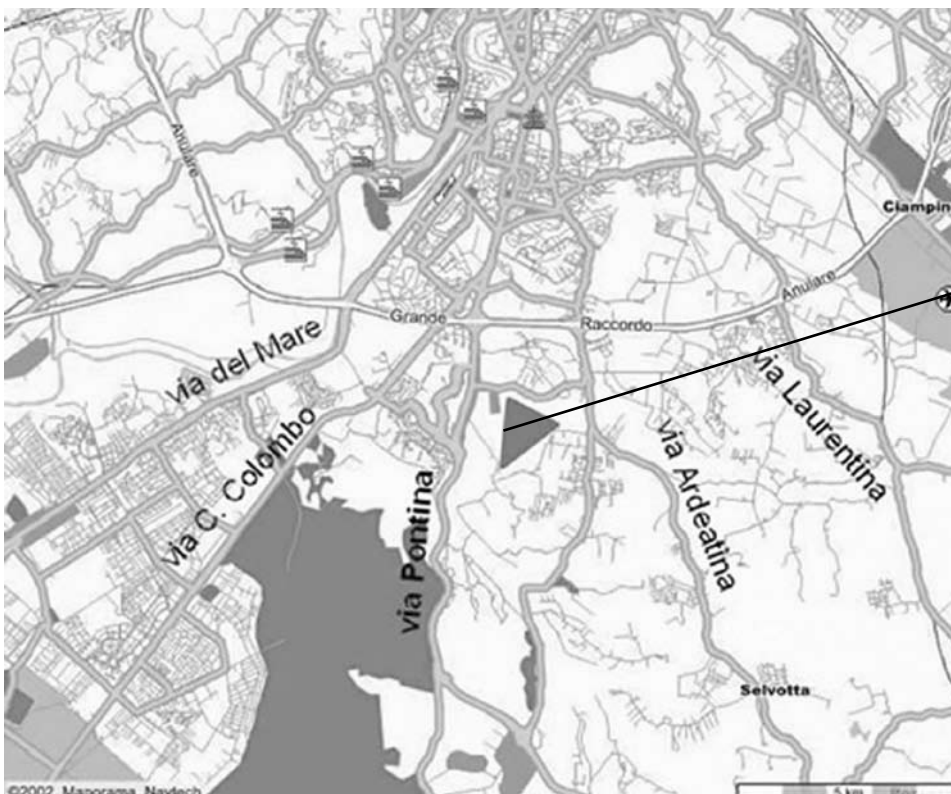 Anulare
Ciampin
Anulare
Grande
Raccordo
via del Mare
via Laurentina
via C. Colombo
via Ardeatina
via Pontina
Selvotta
©2002 Maporama, Navtech
5 km